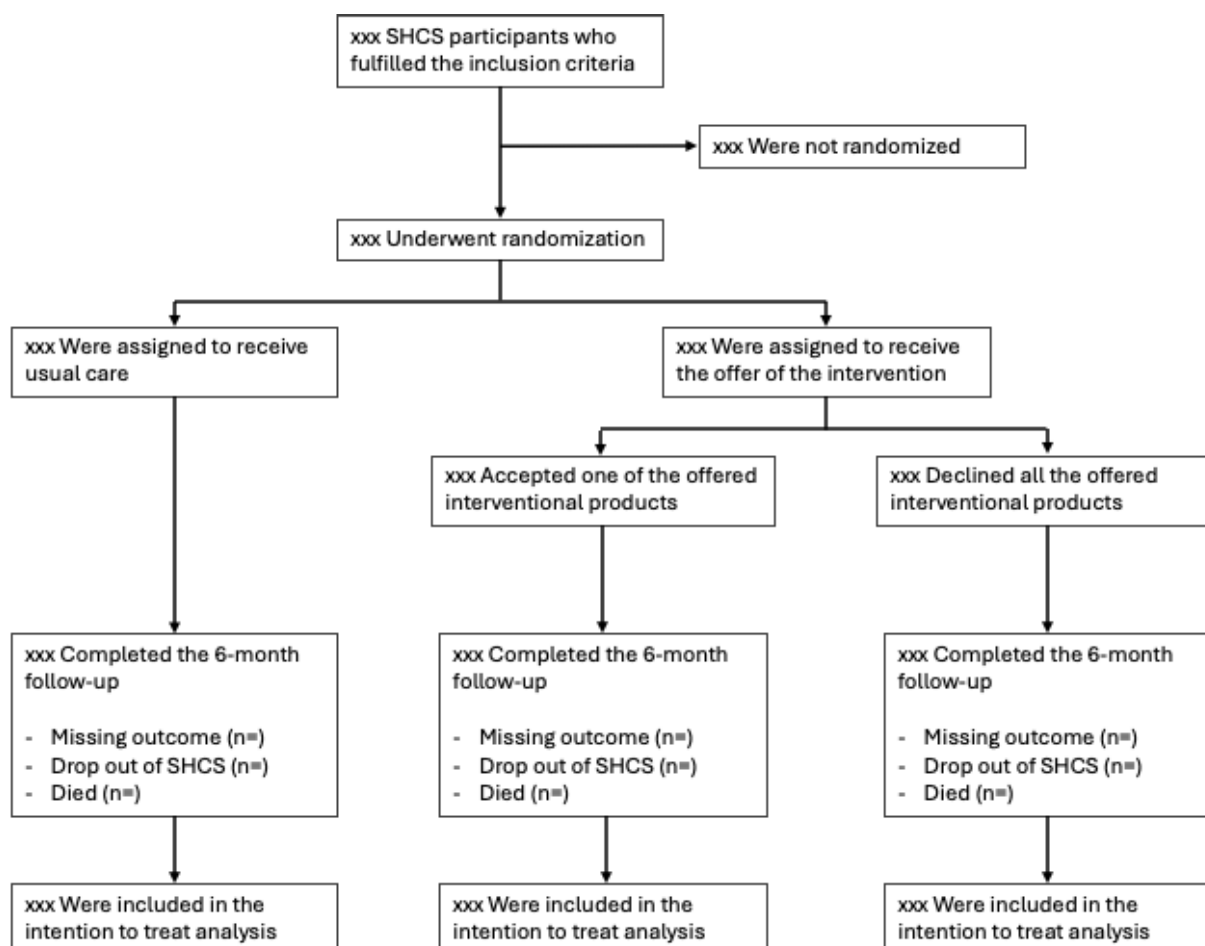 xxx SHCS participants who
fulfilled the inclusion criteria
xxx Were not randomized
xxx Underwent randomization
xxx Were assigned to receive
usual care
xxx Were assigned to receive
the offer of the intervention
xxx Accepted one of the offered
interventional products
xxx Declined all the offered
interventional products
xxx Completed the 6-month
follow-up
- Missing outcome (n=)
- Drop out of SHCS (n=)
- Died (n=)
xxx Completed the 6-month
follow-up
- Missing outcome (n=)
- Drop out of SHCS (n=)
- Died (n=)
xxx Completed the 6-month
follow-up
- Missing outcome (n=)
- Drop out of SHCS (n=)
- Died (n=)
xxx Were included in the
intention to treat analysis
xxx Were included in the
intention to treat analysis
xxx Were included in the
intention to treat analysis